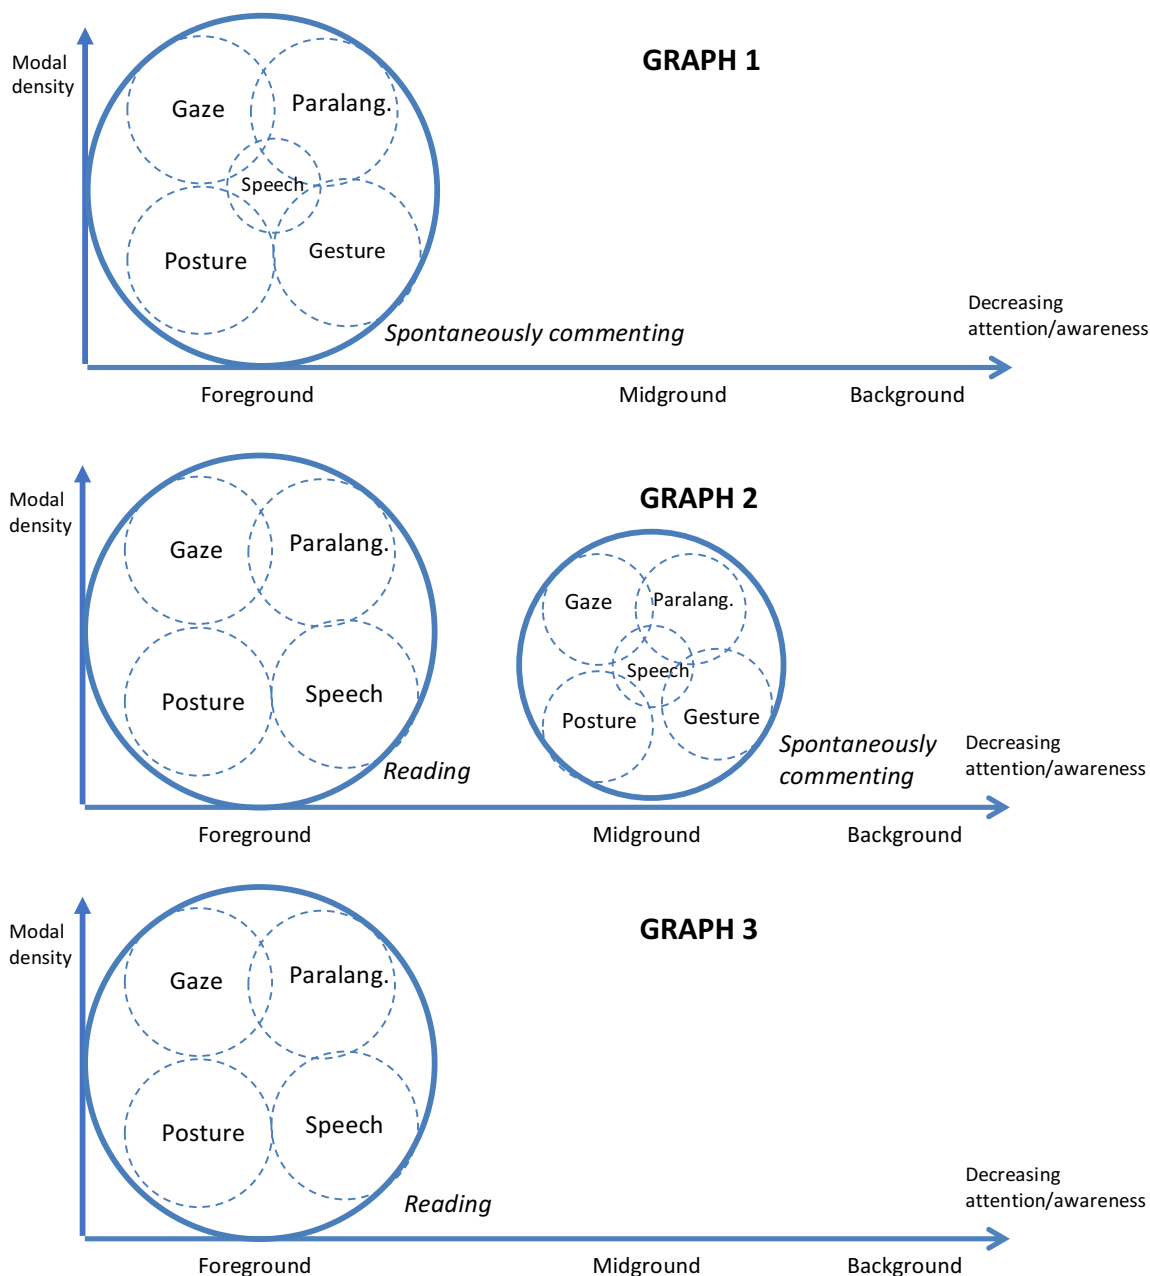 GRAPH 1
Modal
density
Gaze
Paralang.
Speech
Posture
Gesture
Spontaneously commenting
Decreasing
attention/awareness
Foreground
Midground
Background
GRAPH 2
Modal
density
Gaze
Paralang.
Posture
Speech
Reading
Gaze
Paralang.
Speech
Posture
Gesture
Spontaneously
commenting
Decreasing
attention/awareness
Foreground
Midground
Background
GRAPH 3
Modal
density
Gaze
Paralang.
Posture
Speech
Reading
Decreasing
attention/awareness
Foreground
Midground
Background